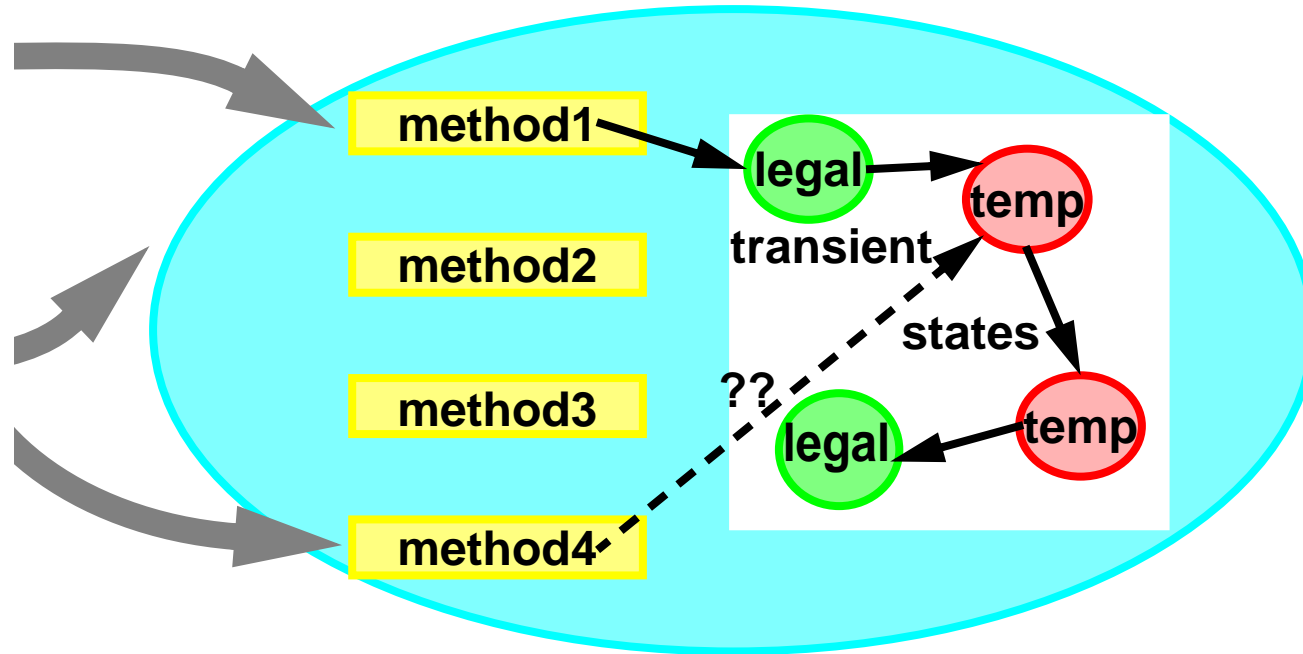 method1
legal
temp
transient
method2
states
??
method3
legal
temp
method4